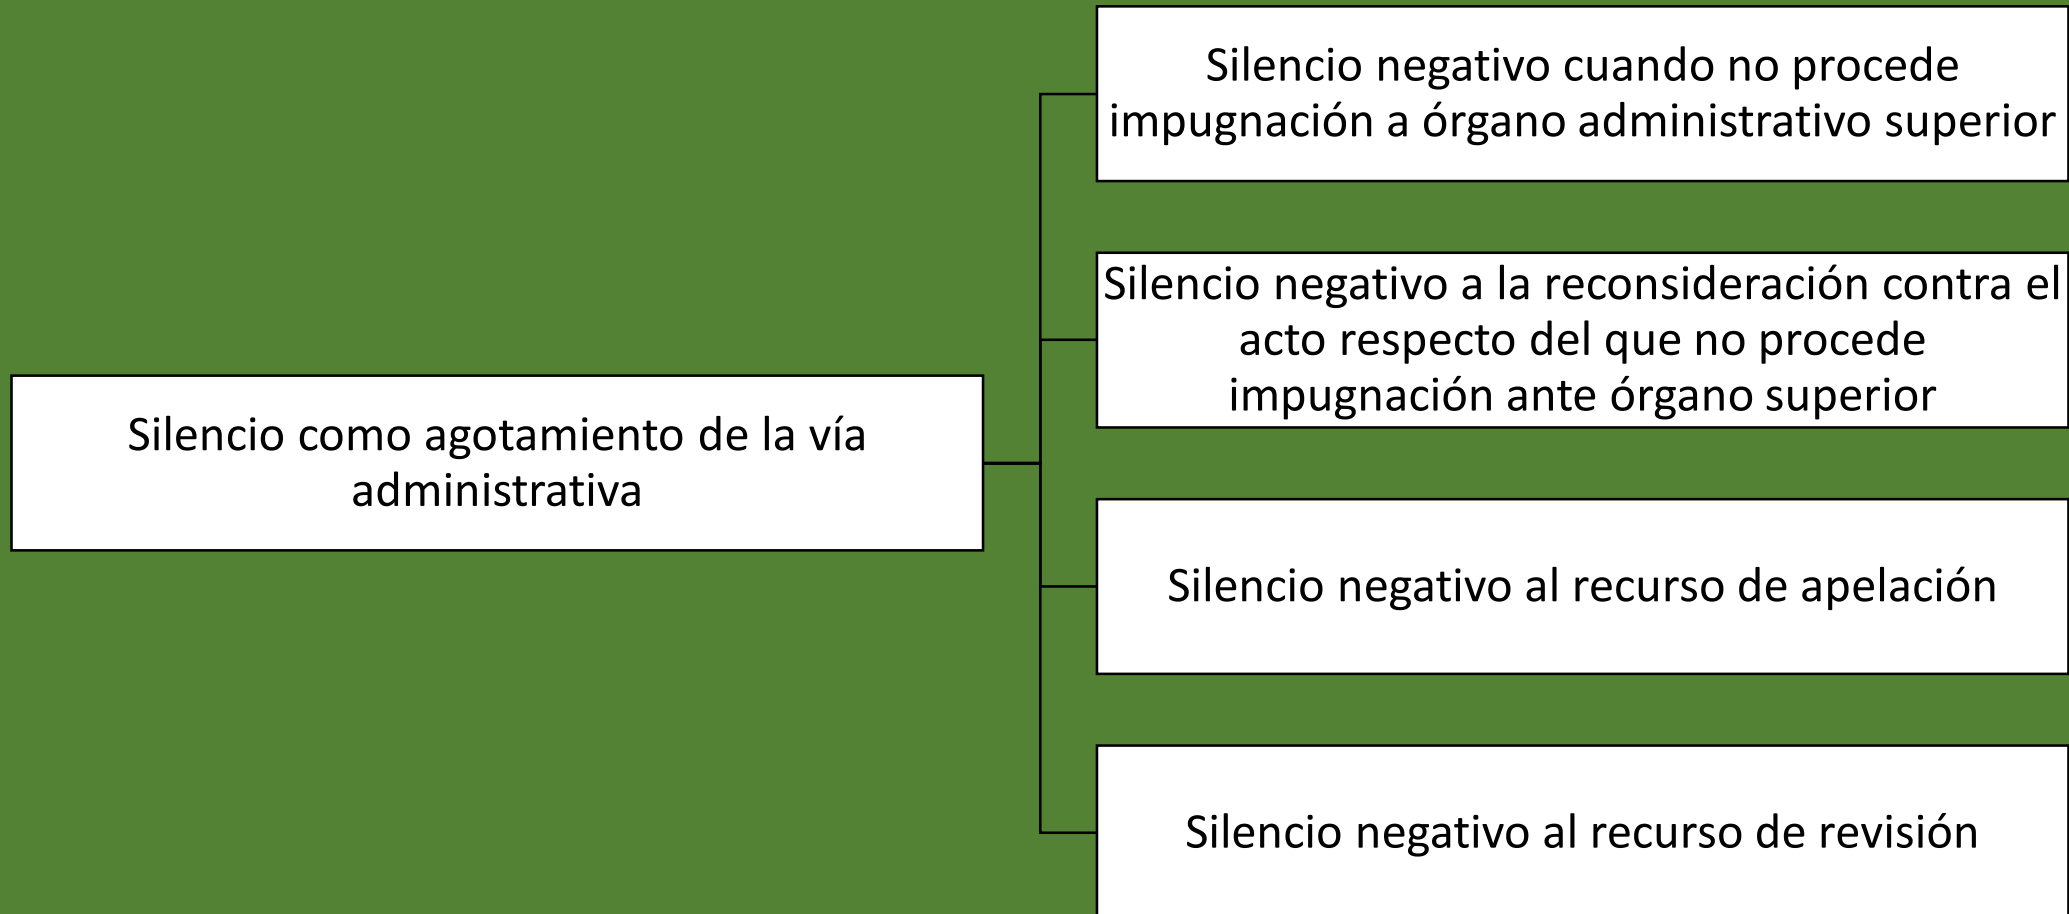 Silencio como agotamiento de la vía
administrativa
Silencio negativo cuando no procede
impugnación a órgano administrativo superior
Silencio negativo a la reconsideración contra el
acto respecto del que no procede
impugnación ante órgano superior
Silencio negativo al recurso de apelación
Silencio negativo al recurso de revisión